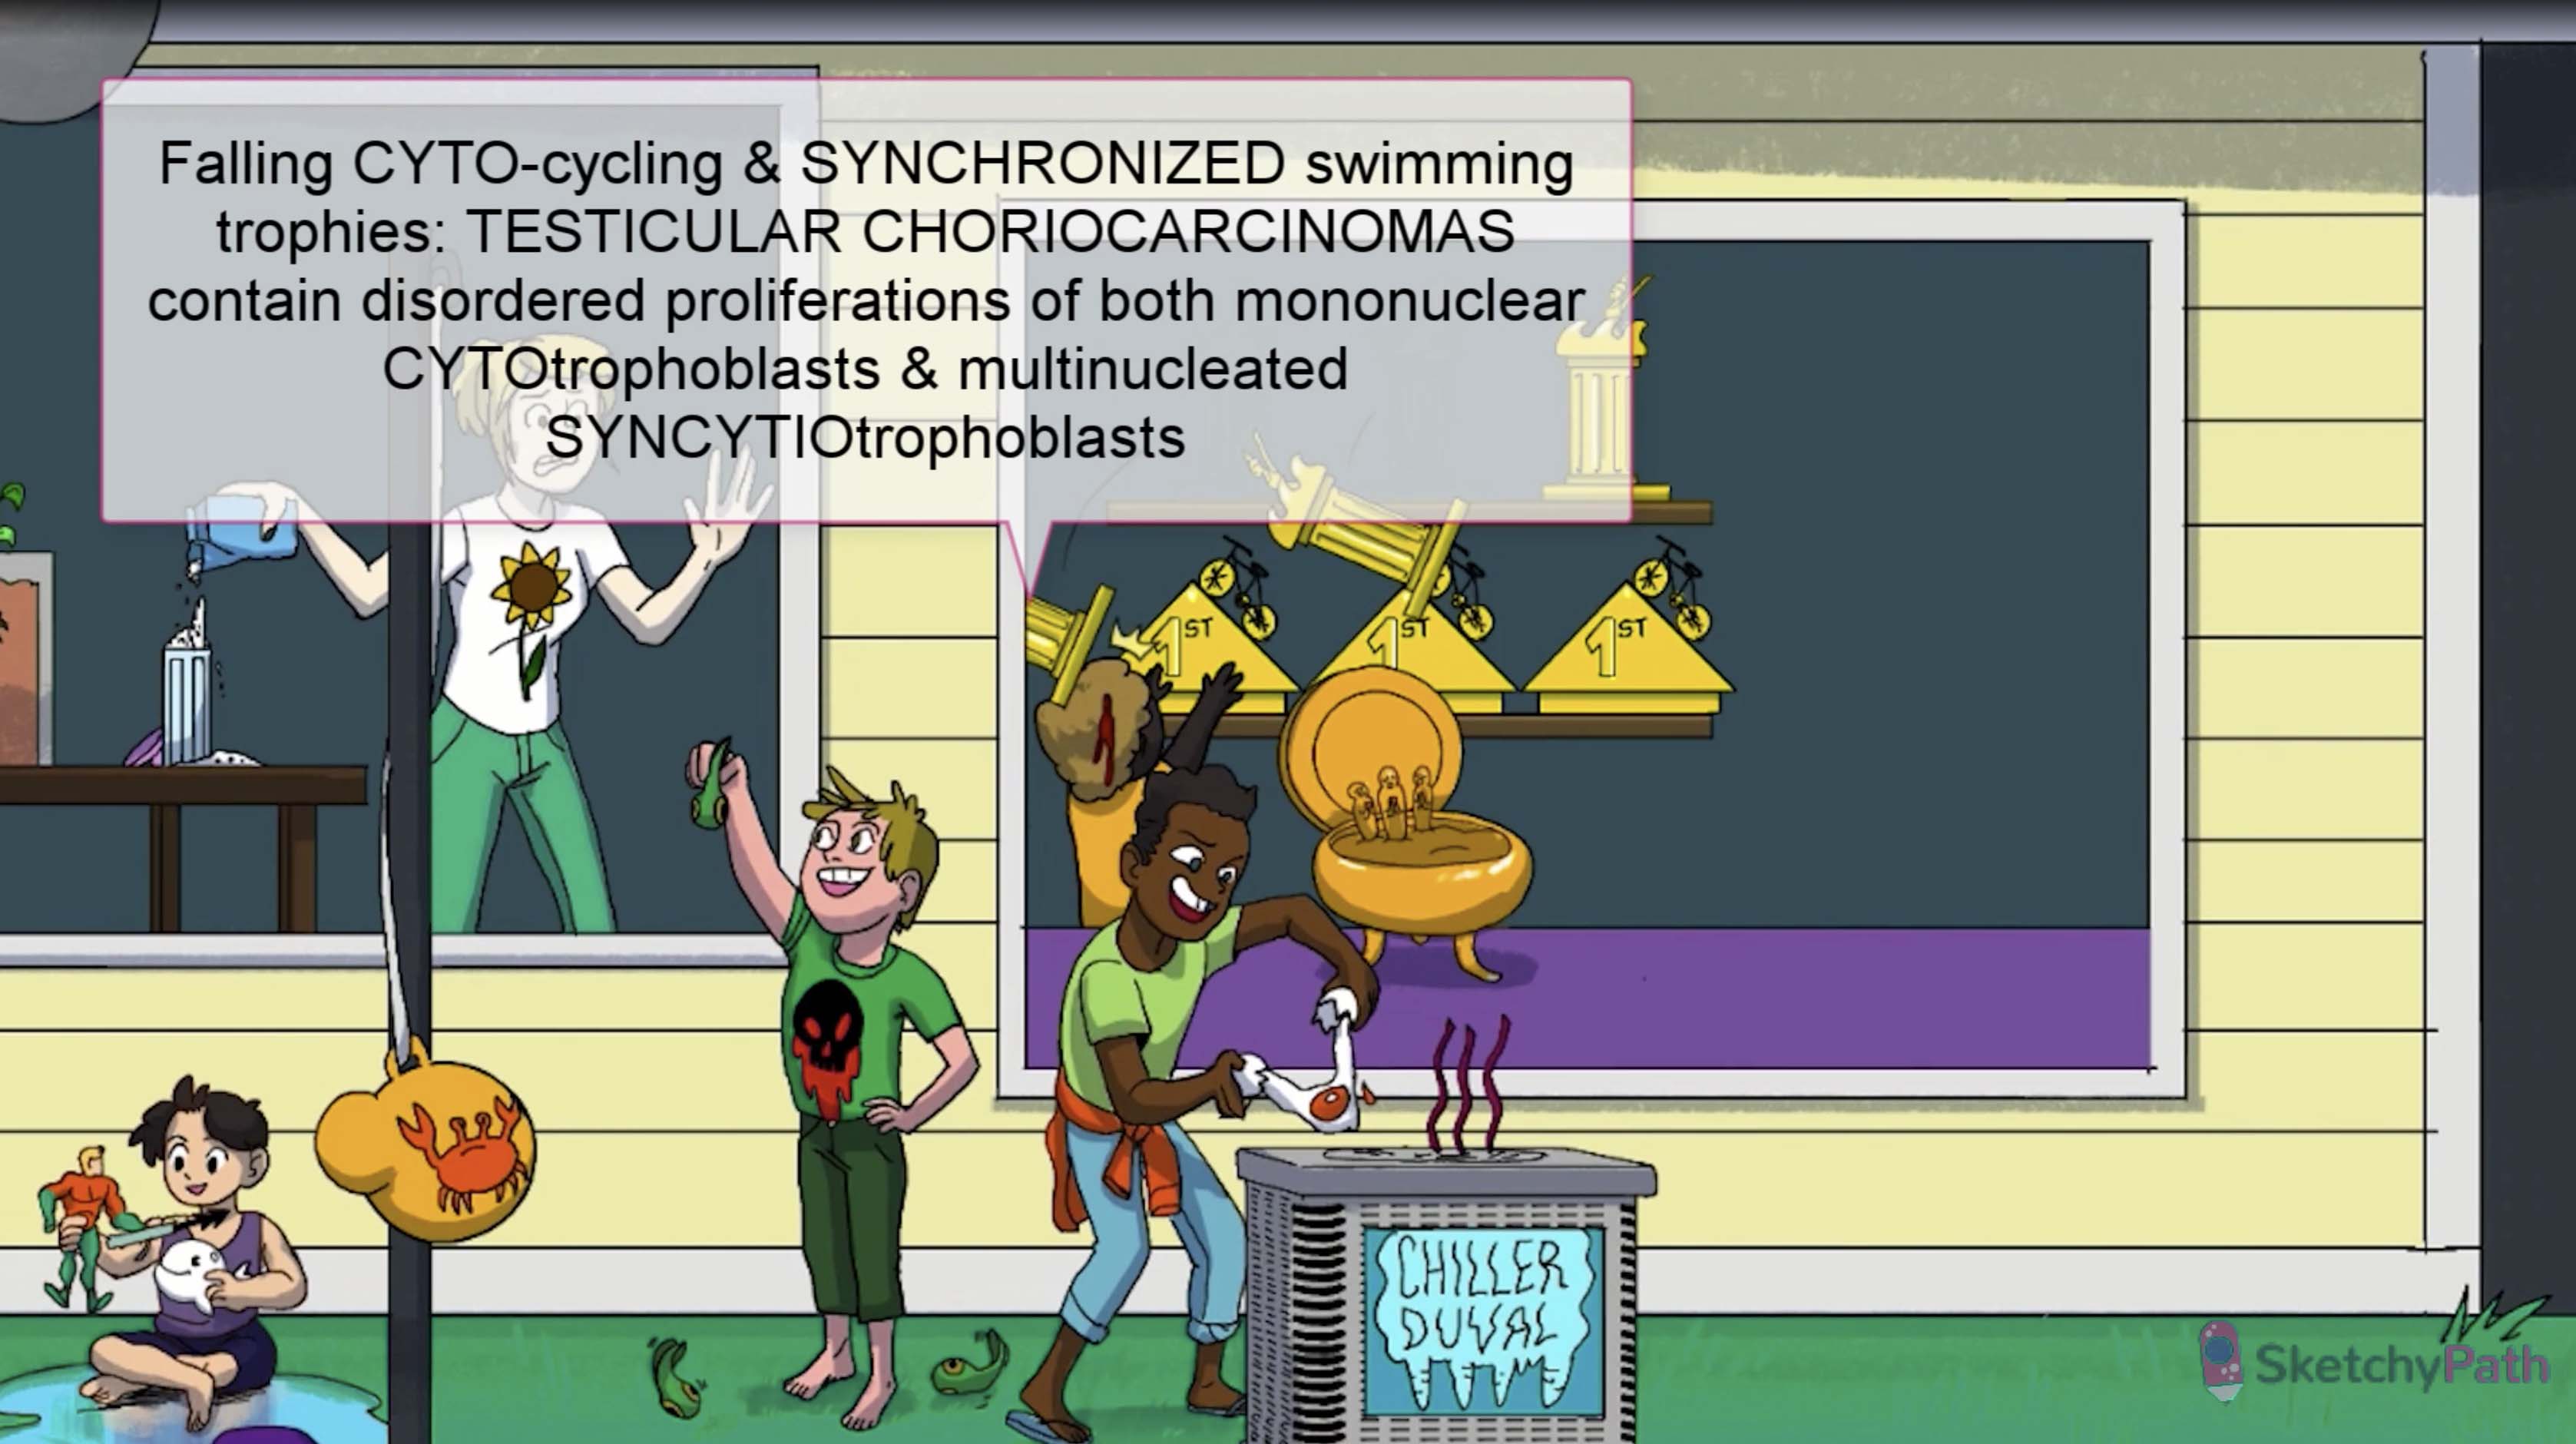 Falling CYTO-cycling & SYNCHRONIZED swimming
trophies: TESTICULAR CHORIOCARCINOMAS
contain disordered proliferations of both mononuclear
CYTOtrophoblasts & multinucleated
SYNCYTIOtrophoblasts
1ST
1ST
1ST
CHILLER
DUVAL
SketchyPath